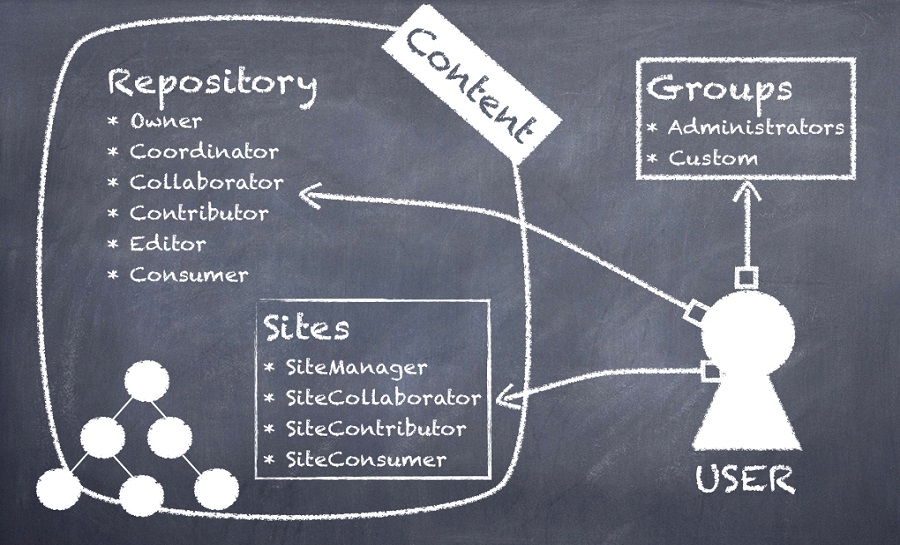 Content
Repository
* Owner
* Coordinator
* Collaborator
* Contributor
* Editor
* Consumer
Sites
* SiteManager
* SiteCollaborator
* SiteContributor
* SiteConsumer
Groups
* Administrators
* Custom
USER